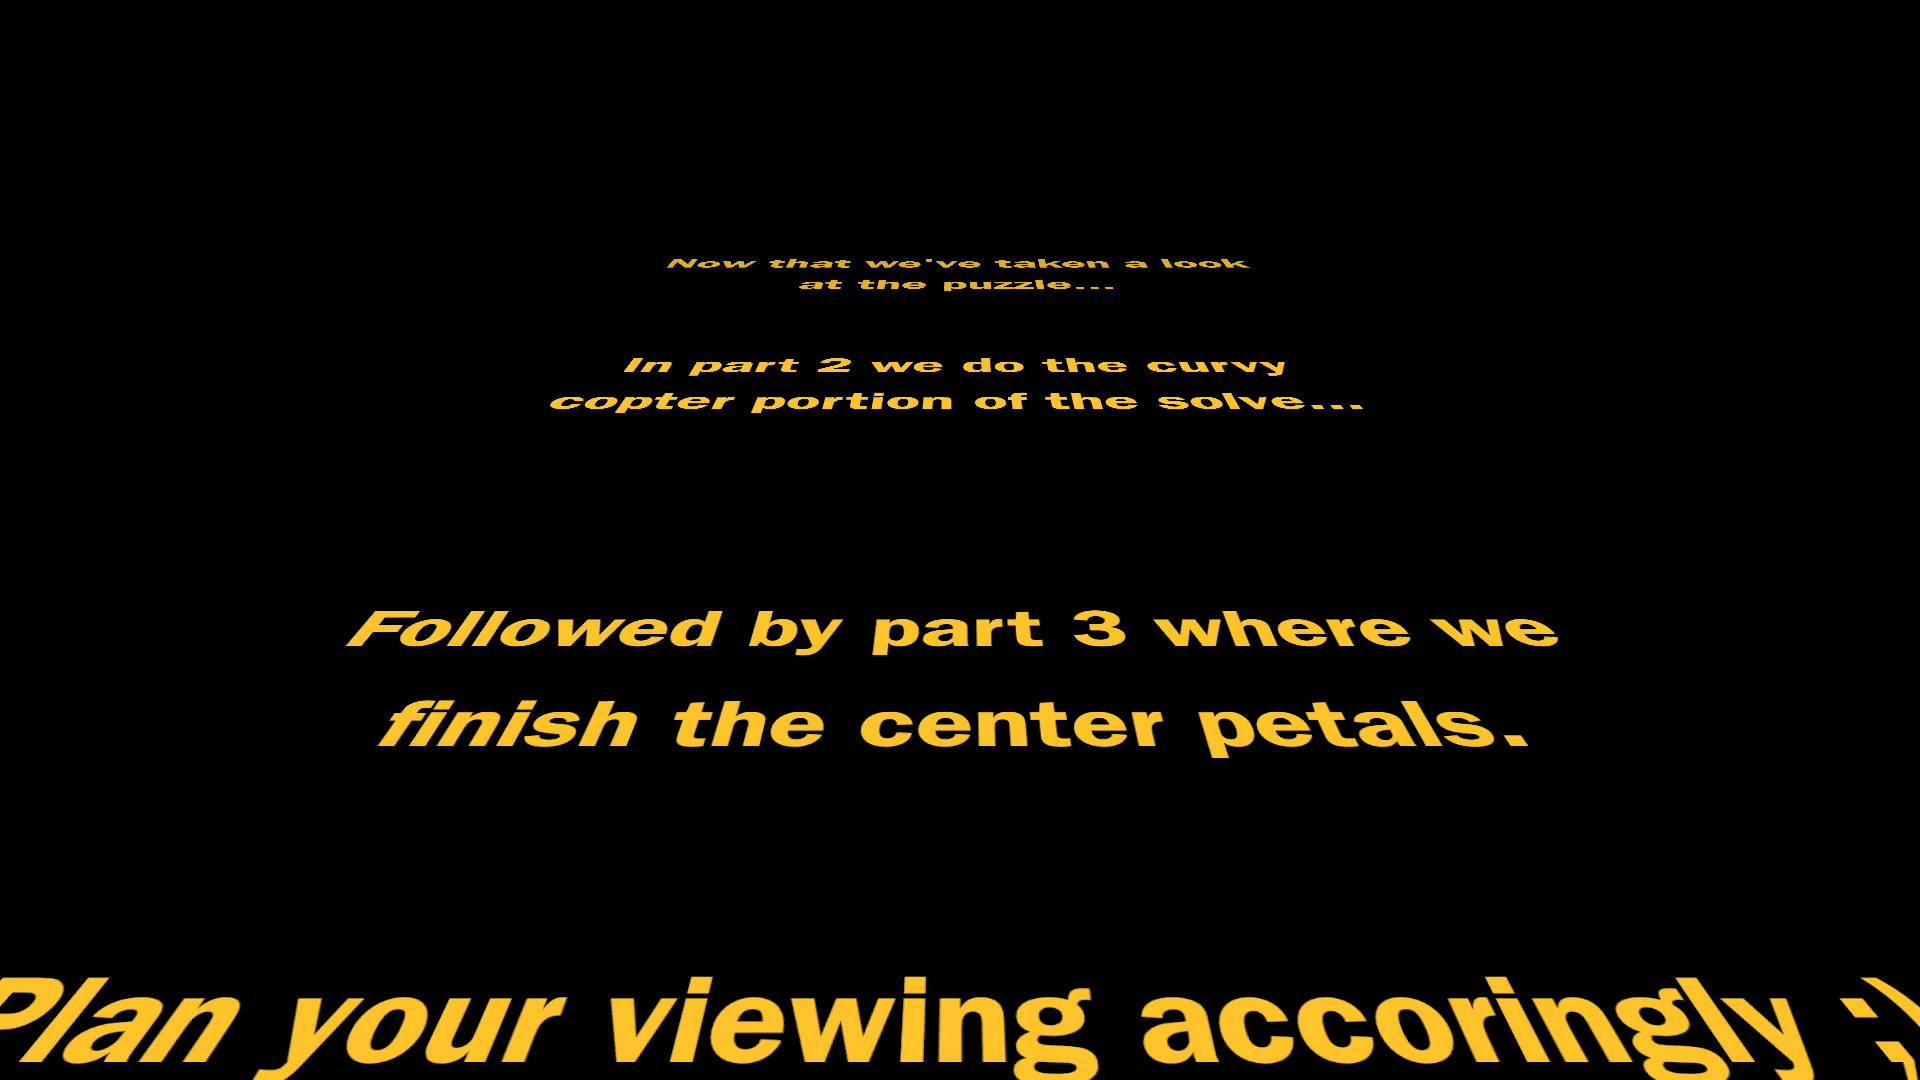 Now that we've taken a look
at the puzzle...
In part 2 we do the curvy
copter portion of the solve...
Followed by part 3 where we
finish the center petals.
Plan your viewing accoringly ;)